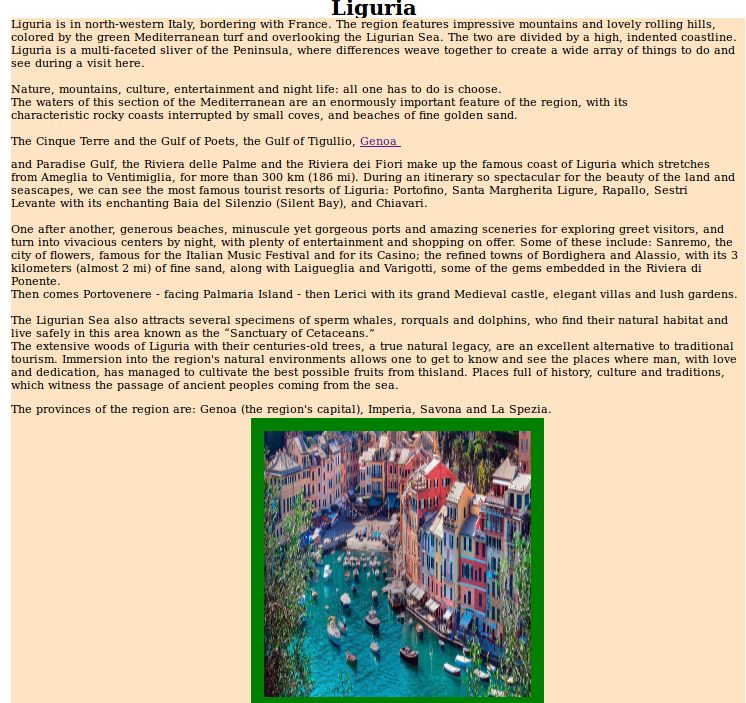 Liguria
Liguria is in north-western Italy, bordering with France. The region features impressive mountains and lovely rolling hills,
colored by the green Mediterranean turf and overlooking the Ligurian Sea. The two are divided by a high, indented coastline.
Liguria is a multi-faceted sliver of the Peninsula, where differences weave together to create a wide array of things to do and
see during a visit here.
Nature, mountains, culture, entertainment and night life: all one has to do is choose.
The waters of this section of the Mediterranean are an enormously important feature of the region, with its
characteristic rocky coasts interrupted by small coves, and beaches of fine golden sand.
The Cinque Terre and the Gulf of Poets, the Gulf of Tigullio, Genoa
and Paradise Gulf, the Riviera delle Palme and the Riviera dei Fiori make up the famous coast of Liguria which stretches
from Ameglia to Ventimiglia, for more than 300 km (186 mi). During an itinerary so spectacular for the beauty of the land and
seascapes, we can see the most famous tourist resorts of Liguria: Portofino, Santa Margherita Ligure, Rapallo, Sestri
Levante with its enchanting Baia del Silenzio (Silent Bay), and Chiavari.
One after another, generous beaches, minuscule yet gorgeous ports and amazing sceneries for exploring greet visitors, and
turn into vivacious centers by night, with plenty of entertainment and shopping on offer. Some of these include: Sanremo, the
city of flowers, famous for the Italian Music Festival and for its Casino; the refined towns of Bordighera and Alassio, with its 3
kilometers (almost 2 mi) of fine sand, along with Laigueglia and Varigotti, some of the gems embedded in the Riviera di
Ponente.
Then comes Portovenere - facing Palmaria Island - then Lerici with its grand Medieval castle, elegant villas and lush gardens.
The Ligurian Sea also attracts several specimens of sperm whales, rorquals and dolphins, who find their natural habitat and
live safely in this area known as the “Sanctuary of Cetaceans.”
The extensive woods of Liguria with their centuries-old trees, a true natural legacy, are an excellent alternative to traditional
tourism. Immersion into the region's natural environments allows one to get to know and see the places where man, with love
and dedication, has managed to cultivate the best possible fruits from thisland. Places full of history, culture and traditions,
which witness the passage of ancient peoples coming from the sea.
The provinces of the region are: Genoa (the region's capital), Imperia, Savona and La Spezia.